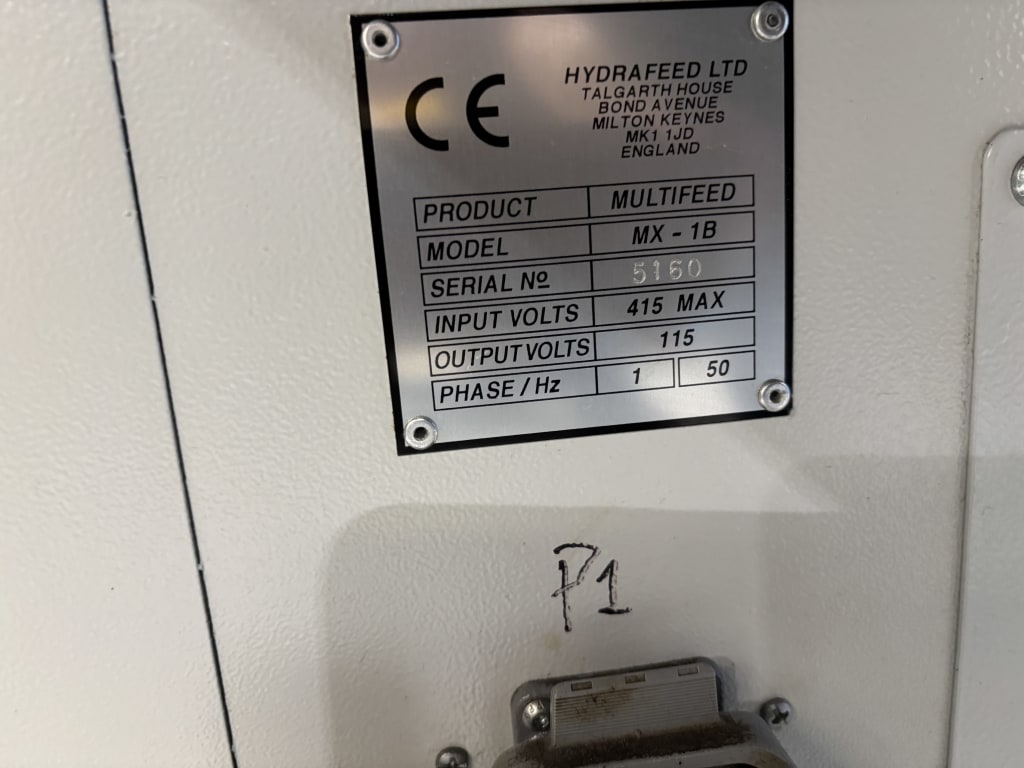 CE
HYDRAFEED LTD
TALGARTH HOUSE
BOND AVENUE
MILTON KEYNES
MK1 1JD
ENGLAND
PRODUCT MULTIFEED
MODEL MX - 1B
SERIAL Nº 5160
INPUT VOLTS 415 MAX
OUTPUT VOLTS 115
PHASE / Hz 1 50
P1